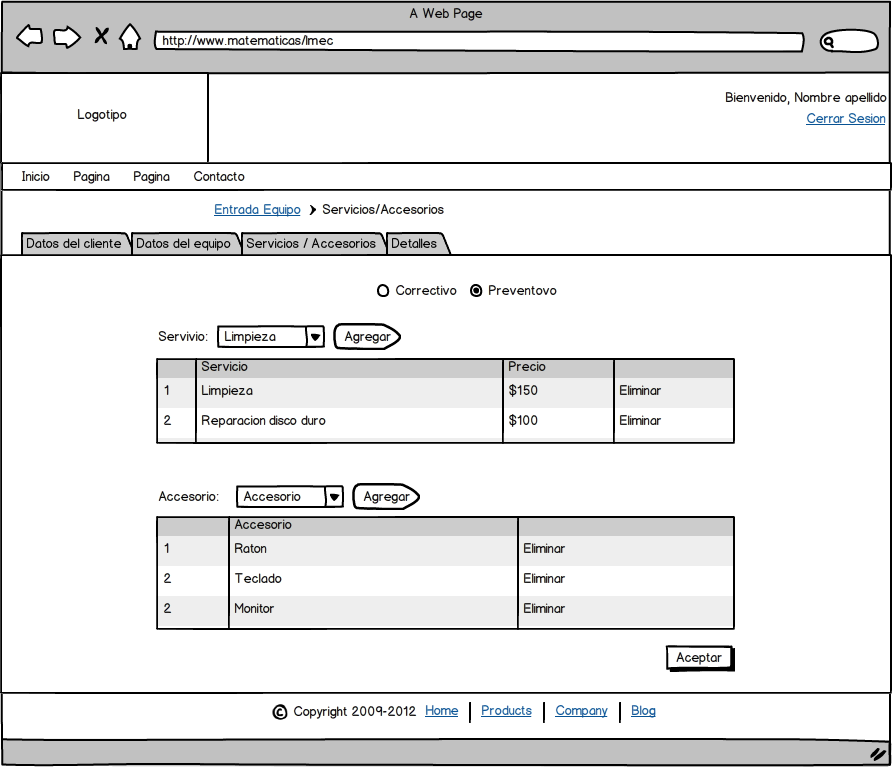 A Web Page
http://www.matematicas/lmec
Logotipo
Bienvenido, Nombre apellido
Cerrar Sesion
Inicio Pagina Pagina Contacto
Entrada Equipo Servicios/Accesorios
Datos del cliente Datos del equipo Servicios / Accesorios Detalles
Correctivo Preventovo
Servivio: Limpieza Agregar
Servicio Precio
1 Limpieza $150 Eliminar
2 Reparacion disco duro $100 Eliminar
Accesorio: Accesorio Agregar
Accesorio
1 Raton Eliminar
2 Teclado Eliminar
2 Monitor Eliminar
Aceptar
© Copyright 2009-2012 Home | Products | Company | Blog